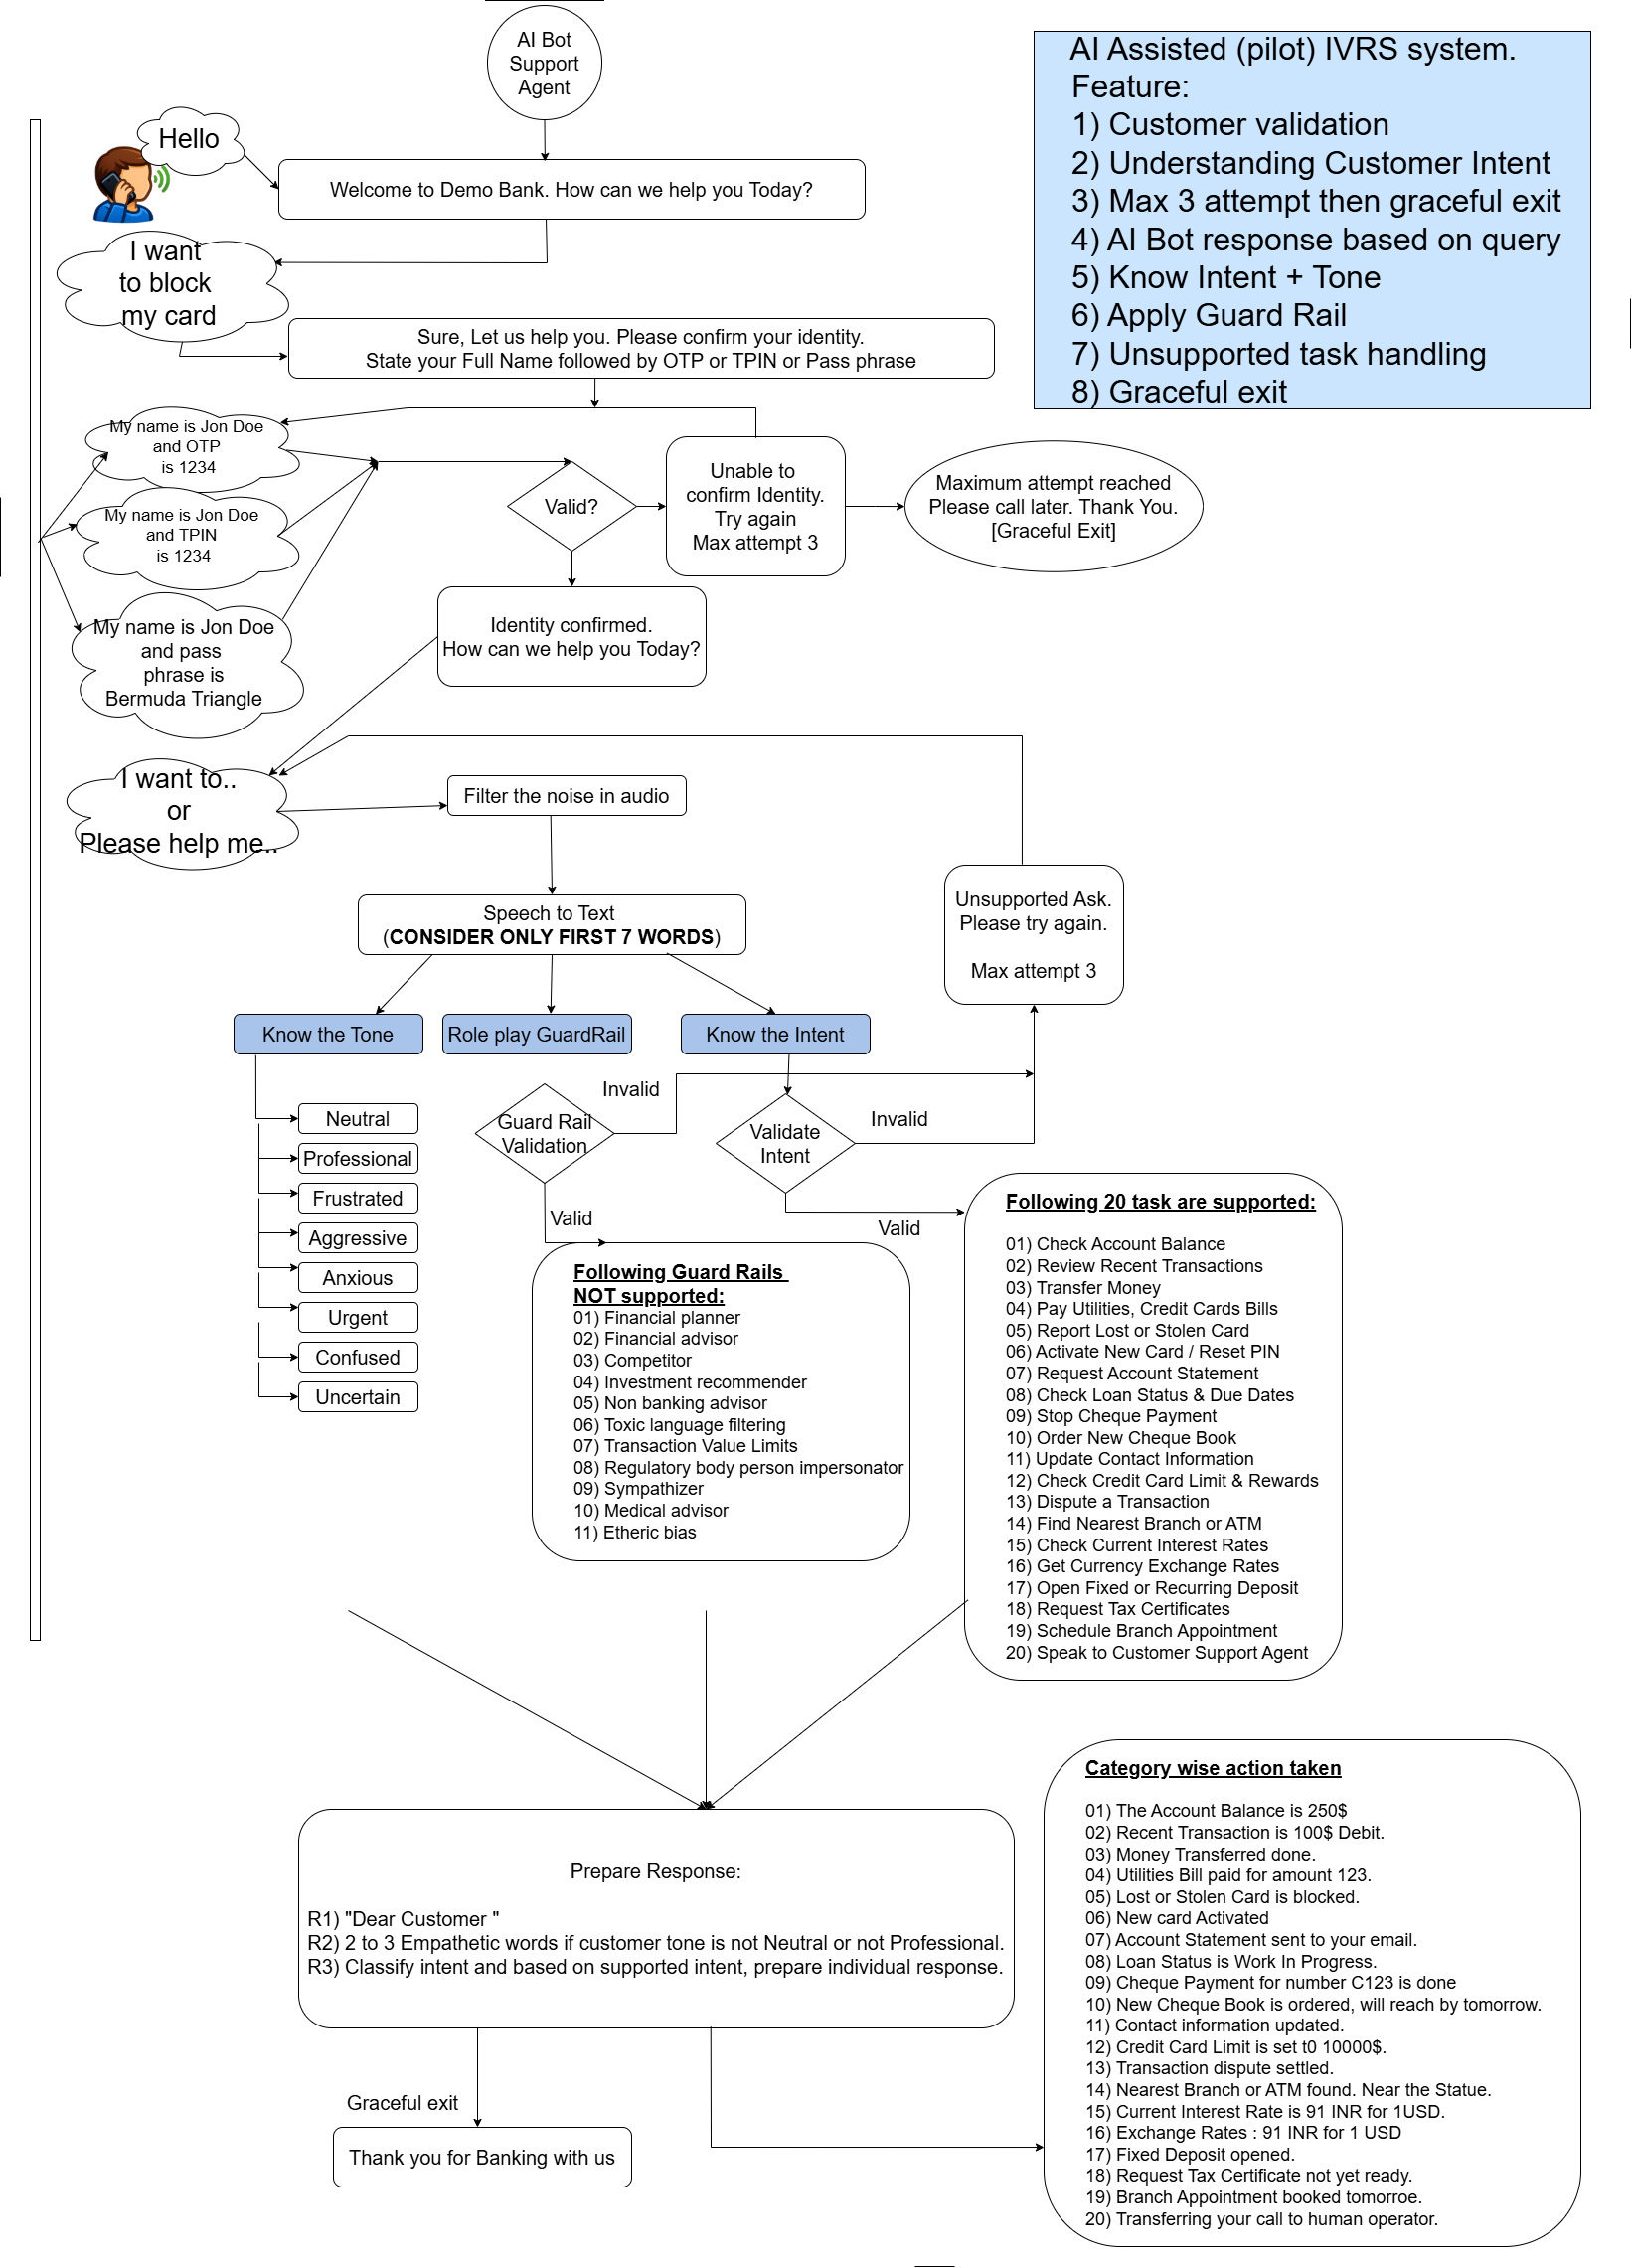 AI Bot
Support
Agent
AI Assisted (pilot) IVRS system.
Feature:
1) Customer validation
2) Understanding Customer Intent
3) Max 3 attempt then graceful exit
4) AI Bot response based on query
5) Know Intent + Tone
6) Apply Guard Rail
7) Unsupported task handling
8) Graceful exit
Hello
Welcome to Demo Bank. How can we help you Today?
I want
to block
my card
Sure, Let us help you. Please confirm your identity.
State your Full Name followed by OTP or TPIN or Pass phrase
My name is Jon Doe
and OTP
is 1234
My name is Jon Doe
and TPIN
is 1234
My name is Jon Doe
and pass
phrase is
Bermuda Triangle
Valid?
Unable to
confirm Identity.
Try again
Max attempt 3
Maximum attempt reached
Please call later. Thank You.
[Graceful Exit]
Identity confirmed.
How can we help you Today?
I want to..
or
Please help me..
Filter the noise in audio
Speech to Text
(CONSIDER ONLY FIRST 7 WORDS)
Unsupported Ask.
Please try again.
Max attempt 3
Know the Tone
Role play GuardRail
Know the Intent
Neutral
Professional
Frustrated
Aggressive
Anxious
Urgent
Confused
Uncertain
Guard Rail
Validation
Invalid
Valid
Validate
Intent
Invalid
Valid
Following Guard Rails
NOT supported:
01) Financial planner
02) Financial advisor
03) Competitor
04) Investment recommender
05) Non banking advisor
06) Toxic language filtering
07) Transaction Value Limits
08) Regulatory body person impersonator
09) Sympathizer
10) Medical advisor
11) Etheric bias
Following 20 task are supported:
01) Check Account Balance
02) Review Recent Transactions
03) Transfer Money
04) Pay Utilities, Credit Cards Bills
05) Report Lost or Stolen Card
06) Activate New Card / Reset PIN
07) Request Account Statement
08) Check Loan Status & Due Dates
09) Stop Cheque Payment
10) Order New Cheque Book
11) Update Contact Information
12) Check Credit Card Limit & Rewards
13) Dispute a Transaction
14) Find Nearest Branch or ATM
15) Check Current Interest Rates
16) Get Currency Exchange Rates
17) Open Fixed or Recurring Deposit
18) Request Tax Certificates
19) Schedule Branch Appointment
20) Speak to Customer Support Agent
Prepare Response:
R1) "Dear Customer "
R2) 2 to 3 Empathetic words if customer tone is not Neutral or not Professional.
R3) Classify intent and based on supported intent, prepare individual response.
Graceful exit
Thank you for Banking with us
Category wise action taken
01) The Account Balance is 250$
02) Recent Transaction is 100$ Debit.
03) Money Transferred done.
04) Utilities Bill paid for amount 123.
05) Lost or Stolen Card is blocked.
06) New card Activated
07) Account Statement sent to your email.
08) Loan Status is Work In Progress.
09) Cheque Payment for number C123 is done
10) New Cheque Book is ordered, will reach by tomorrow.
11) Contact information updated.
12) Credit Card Limit is set t0 10000$.
13) Transaction dispute settled.
14) Nearest Branch or ATM found. Near the Statue.
15) Current Interest Rate is 91 INR for 1USD.
16) Exchange Rates : 91 INR for 1 USD
17) Fixed Deposit opened.
18) Request Tax Certificate not yet ready.
19) Branch Appointment booked tomorroe.
20) Transferring your call to human operator.